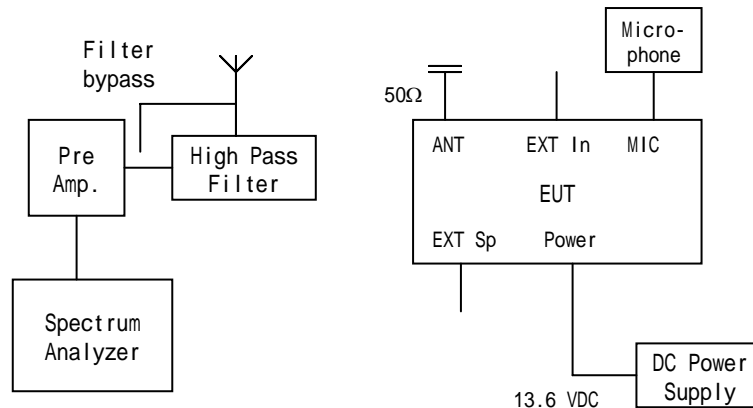 Filter
bypass
Pre
Amp.
High Pass
Filter
Spectrum
Analyzer
Micro-
phone
50Ω
ANT EXT In MIC
EUT
EXT Sp Power
13.6 VDC
DC Power
Supply